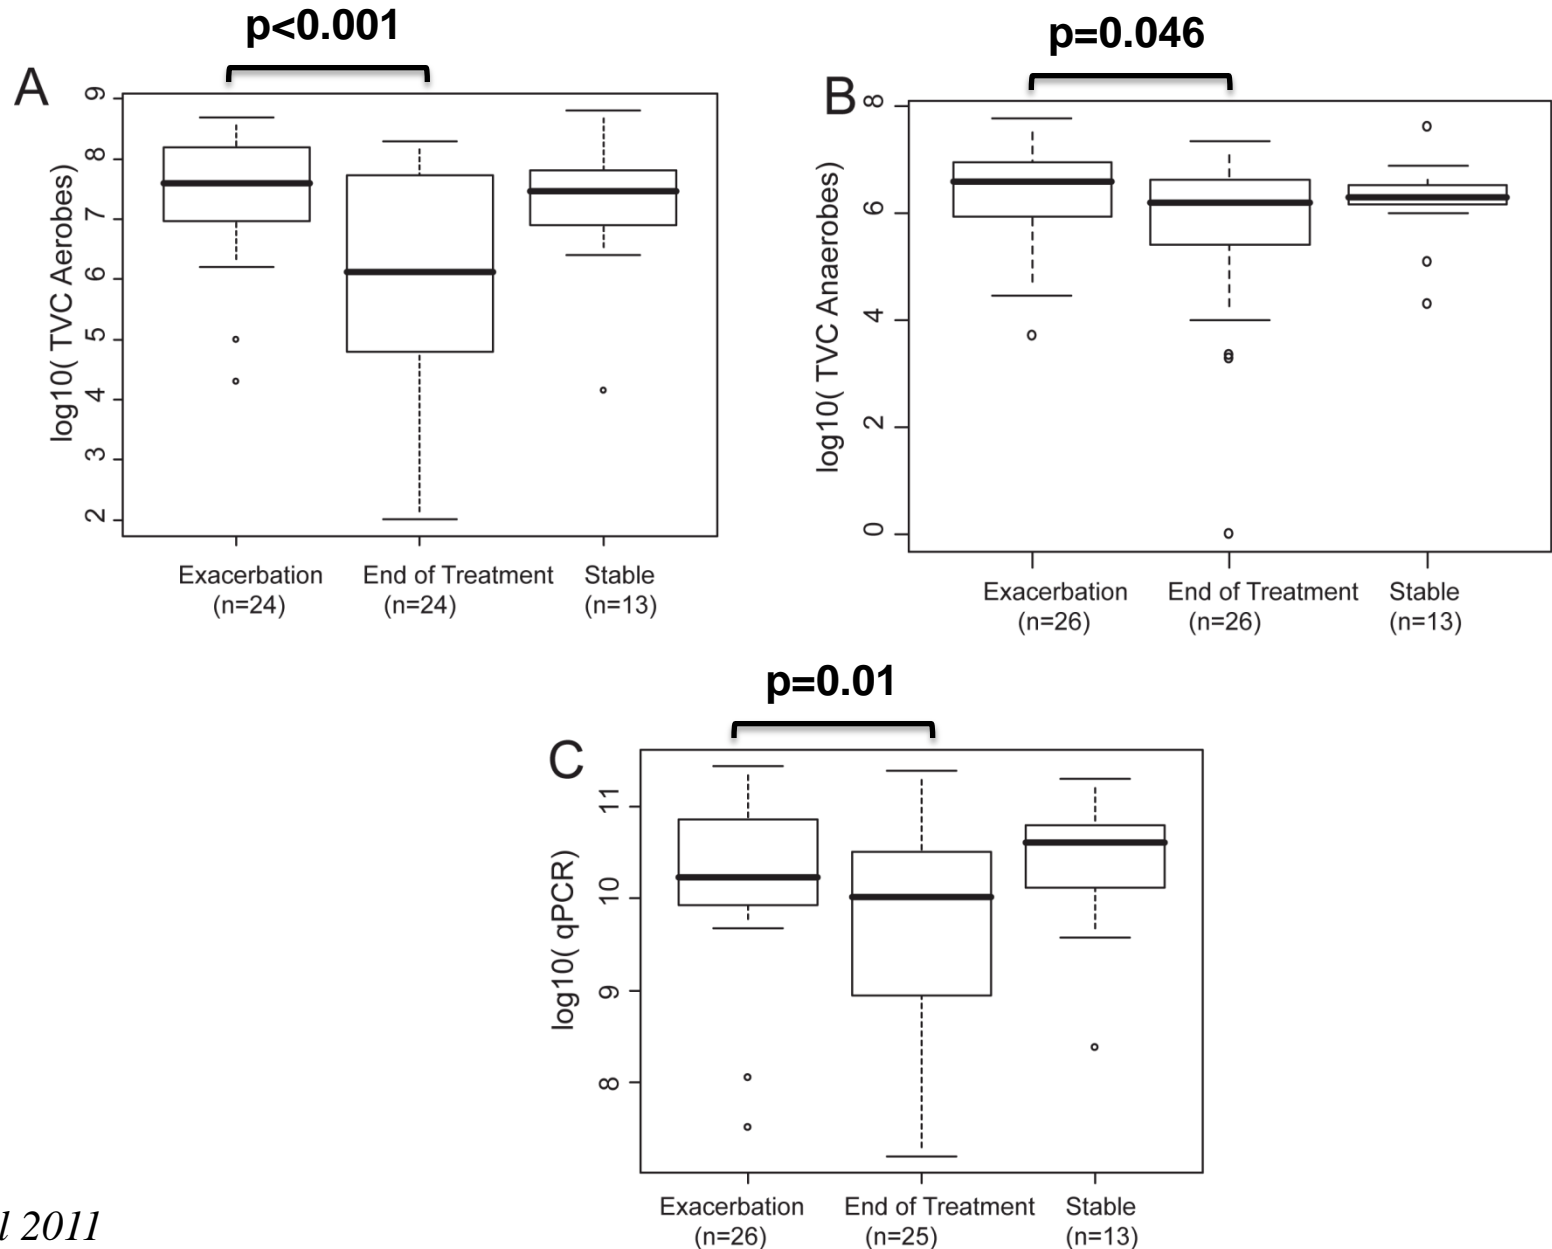 p<0.001
A
log10( TVC Aerobes)
9
8
7
6
5
4
3
2
Exacerbation End of Treatment Stable
(n=24) (n=24) (n=13)
p=0.046
B
log10( TVC Anaerobes)
8
6
4
2
0
Exacerbation End of Treatment Stable
(n=26) (n=26) (n=13)
p=0.01
C
log10( qPCR)
11
10
9
8
Exacerbation End of Treatment Stable
(n=26) (n=25) (n=13)
2011